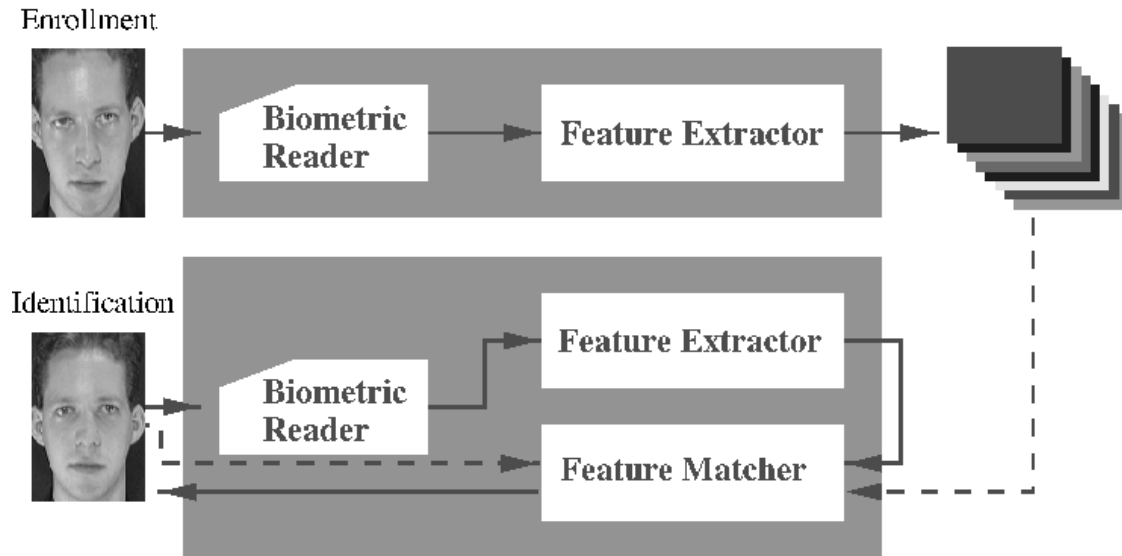 Enrollment
Biometric
Reader
Feature Extractor
Identification
Feature Extractor
Biometric
Reader
Feature Matcher